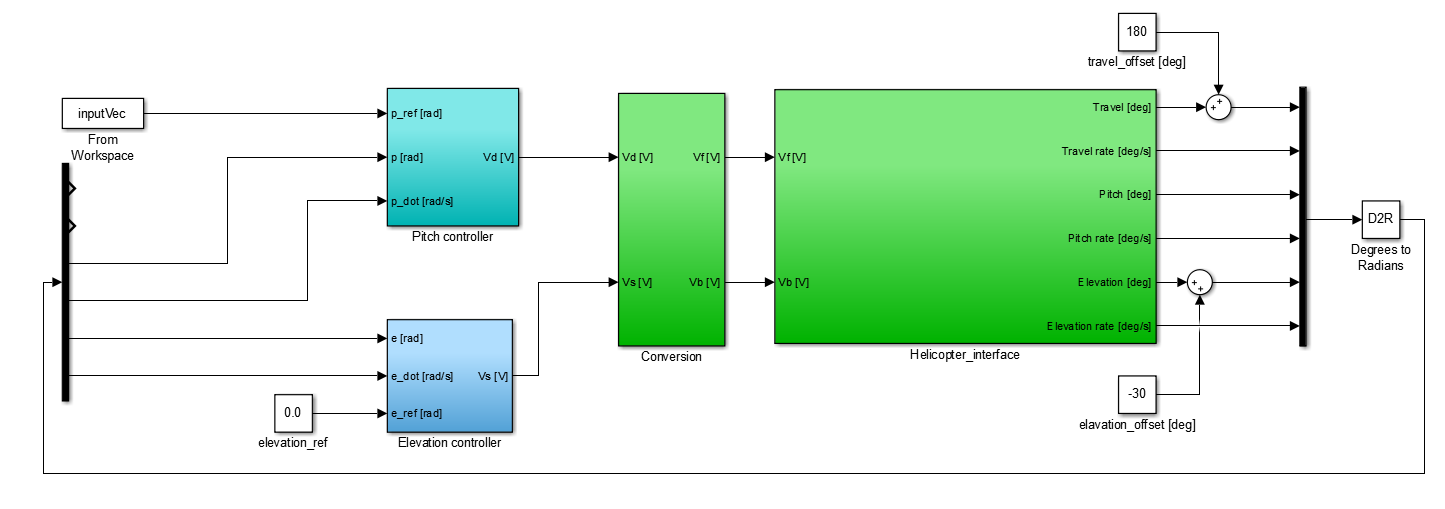 180
travel_offset [deg]
inputVec
From
Workspace
p_ref [rad]
p [rad]
p_dot [rad/s]
Vd [V]
Pitch controller
e [rad]
e_dot [rad/s]
e_ref [rad]
Vs [V]
Elevation controller
0.0
elevation_ref
Vd [V]
Vs [V]
Vf [V]
Vb [V]
Conversion
Vf [V]
Vb [V]
Travel [deg]
Travel rate [deg/s]
Pitch [deg]
Pitch rate [deg/s]
Elevation [deg]
Elevation rate [deg/s]
Helicopter_interface
+
+
+
+
-30
elavation_offset [deg]
D2R
Degrees to
Radians